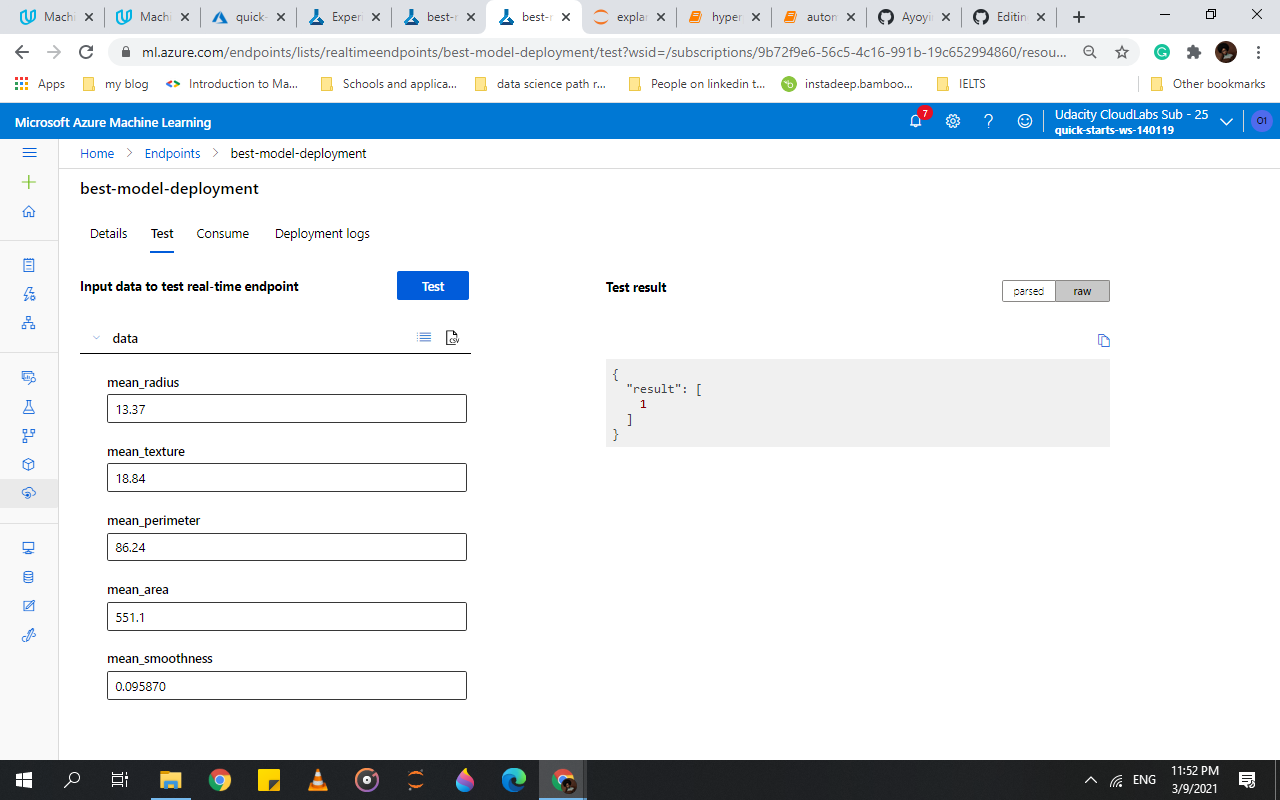 Machi
Machi
quick-
Experi
best-m
best-m
explai
hyper
autom
Ayoyi
Editin
ml.azure.com/endpoints/lists/realtimeendpoints/best-model-deployment/test?wsid=/subscriptions/9b72f9e6-56c5-4c16-991b-19c652994860/resou...
Apps
my blog
Introduction to Ma...
Schools and applica...
data science path r...
People on linkedin t...
instadeep.bamboo...
IELTS
Other bookmarks
Microsoft Azure Machine Learning
7
Udacity CloudLabs Sub - 25
quick-starts-ws-140119
O1
Home
Endpoints
best-model-deployment
best-model-deployment
Details
Test
Consume
Deployment logs
Input data to test real-time endpoint
Test
Test result
parsed
raw
data
CSV
mean_radius
13.37
mean_texture
18.84
mean_perimeter
86.24
mean_area
551.1
mean_smoothness
0.095870
{
"result": [
1
]
}
ENG
11:52 PM
3/9/2021